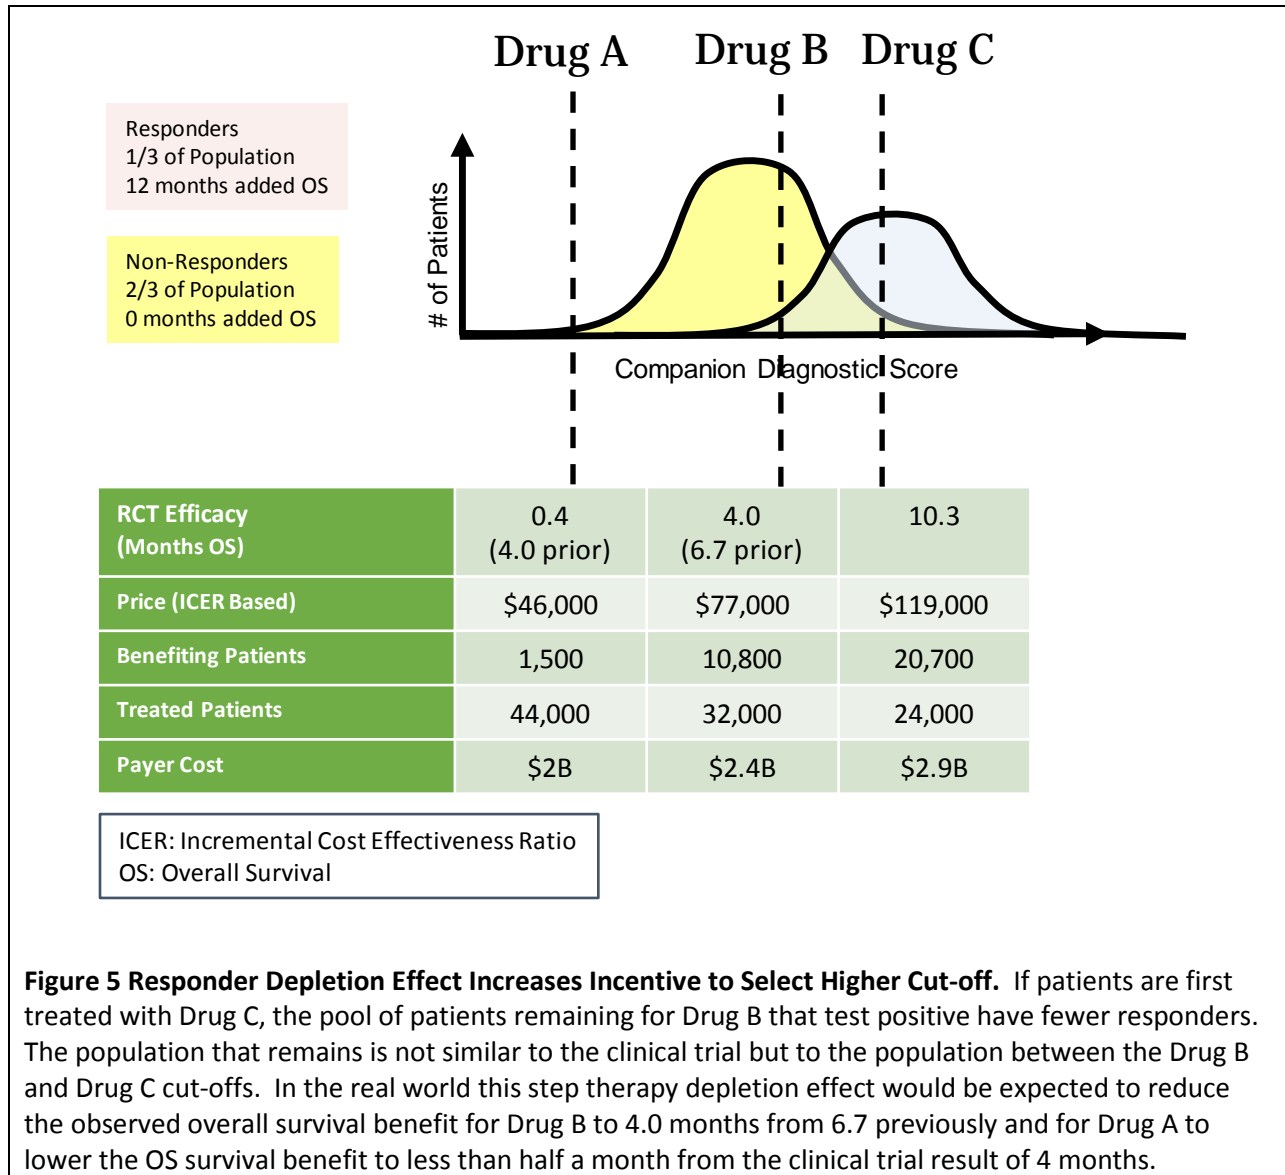 Drug A Drug B Drug C
Responders
1/3 of Population
12 months added OS
Non-Responders
2/3 of Population
0 months added OS
# of Patients
Companion Diagnostic Score
RCT Efficacy
(Months OS)
0.4
(4.0 prior)
4.0
(6.7 prior)
10.3
Price (ICER Based) $46,000 $77,000 $119,000
Benefiting Patients 1,500 10,800 20,700
Treated Patients 44,000 32,000 24,000
Payer Cost $2B $2.4B $2.9B
ICER: Incremental Cost Effectiveness Ratio
OS: Overall Survival
Figure 5 Responder Depletion Effect Increases Incentive to Select Higher Cut-off. If patients are first
treated with Drug C, the pool of patients remaining for Drug B that test positive have fewer responders.
The population that remains is not similar to the clinical trial but to the population between the Drug B
and Drug C cut-offs. In the real world this step therapy depletion effect would be expected to reduce
the observed overall survival benefit for Drug B to 4.0 months from 6.7 previously and for Drug A to
lower the OS survival benefit to less than half a month from the clinical trial result of 4 months.